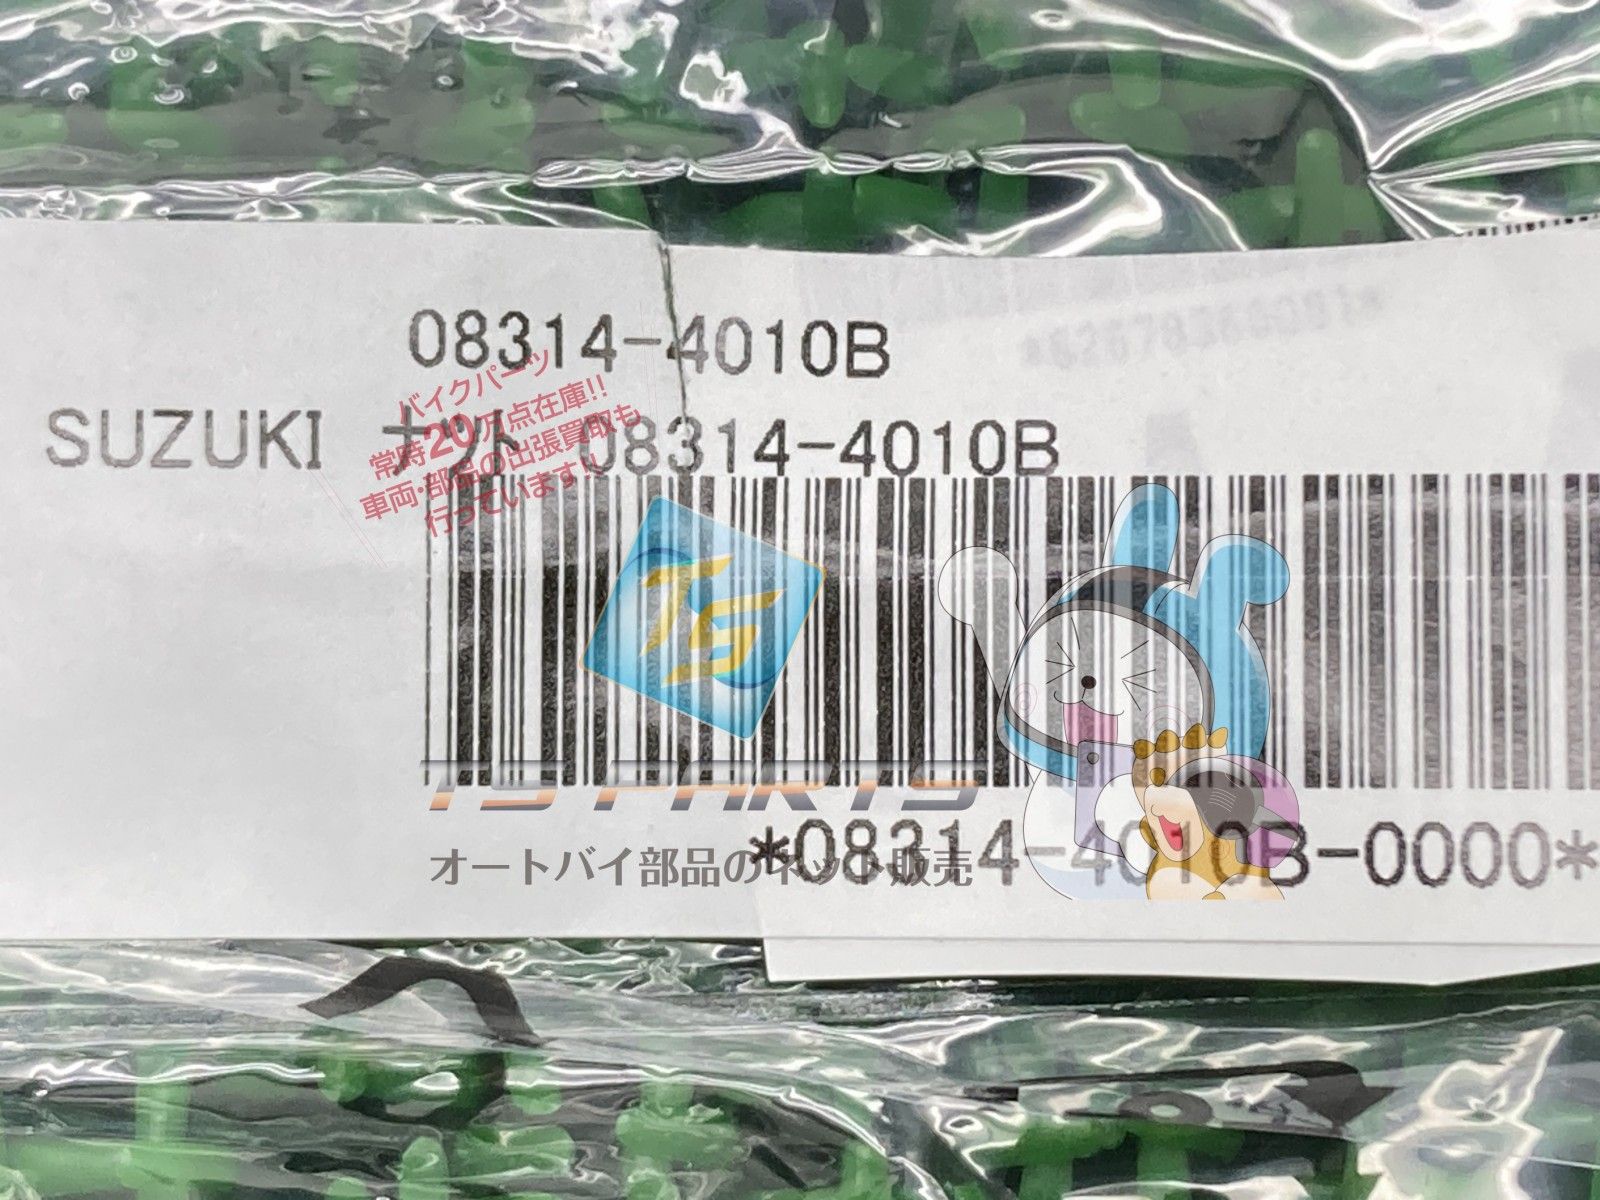 08314-4010B
SUZUKI ナット 08314-4010B
バイクパーツ
常時20万点在庫!!
車両・部品の出張買取も
行っています!!
TS
TS PARTS
オートバイ部品のネット販売
*08314-4010B-0000*